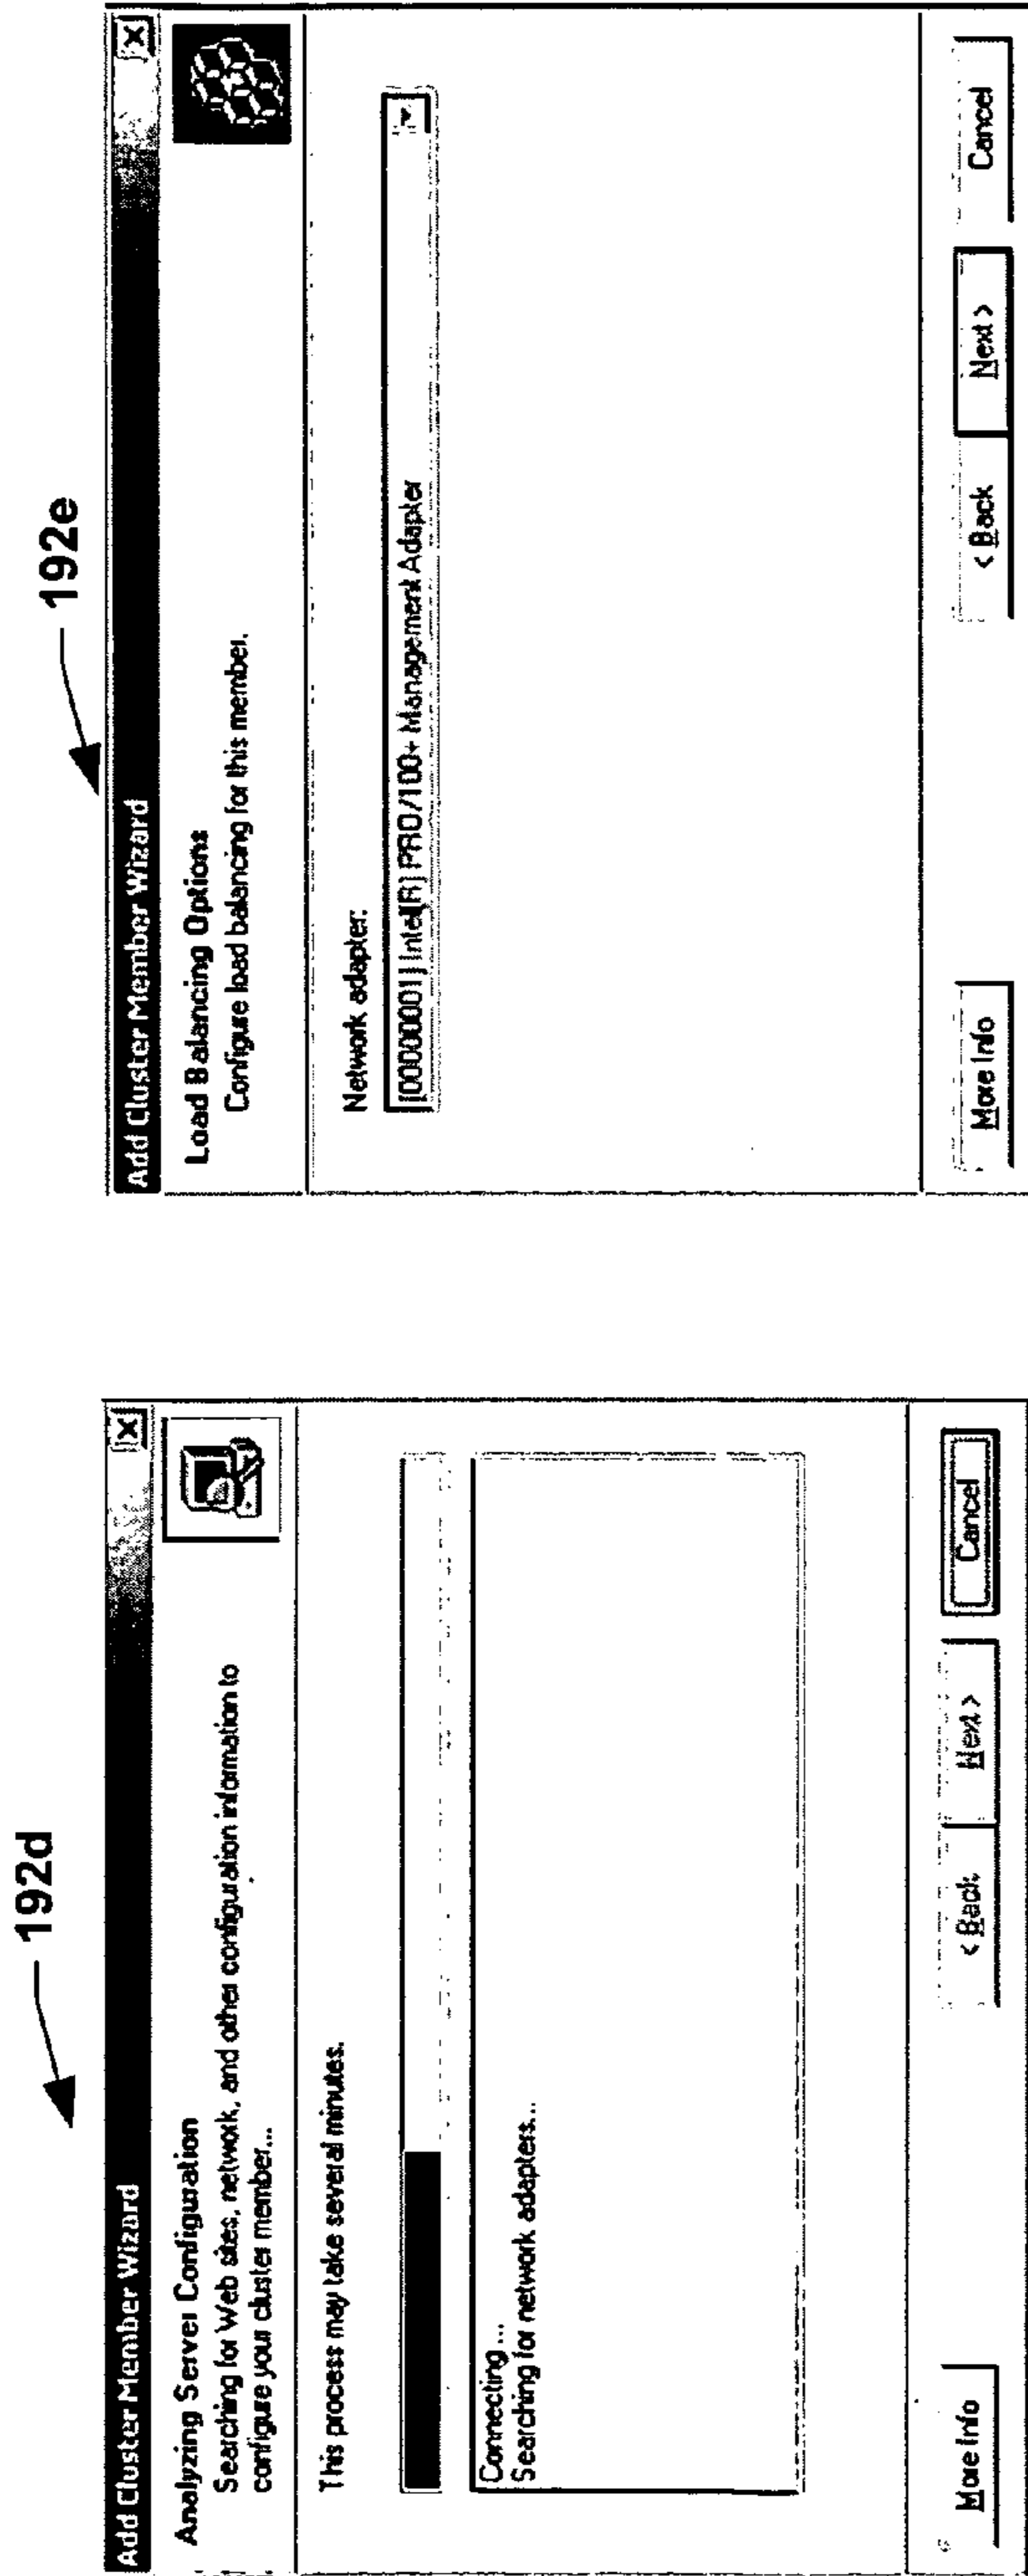 192d
Add Cluster Member Wizard
Analyzing Server Configuration
Searching for Web sites, network, and other configuration information to
configure your cluster member...
This process may take several minutes.
Connecting ...
Searching for network adapters...
More Info
< Back
Next >
Cancel
192e
Add Cluster Member Wizard
Load Balancing Options
Configure load balancing for this member.
Network adapter:
[00000001] Intel(R) PRO/100+ Management Adapter
More Info
< Back
Next >
Cancel